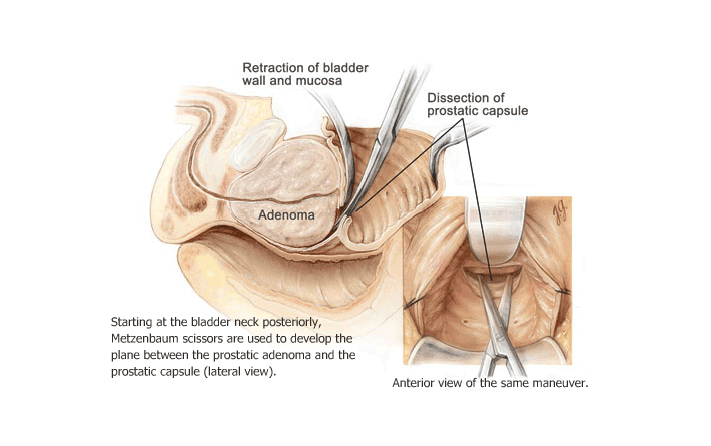 Retraction of bladder
wall and mucosa
Dissection of
prostatic capsule
Adenoma
Starting at the bladder neck posteriorly,
Metzenbaum scissors are used to develop the
plane between the prostatic adenoma and the
prostatic capsule (lateral view).
Anterior view of the same maneuver.